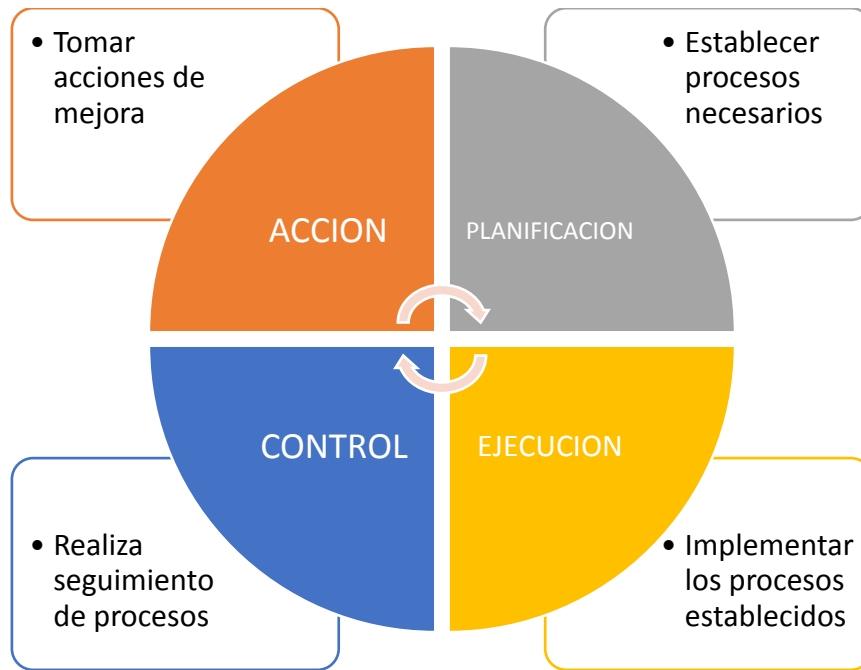 • Tomar
acciones de
mejora
• Establecer
procesos
necesarios
ACCION
PLANIFICACION
CONTROL
EJECUCION
• Realiza
seguimiento
de procesos
• Implementar
los procesos
establecidos